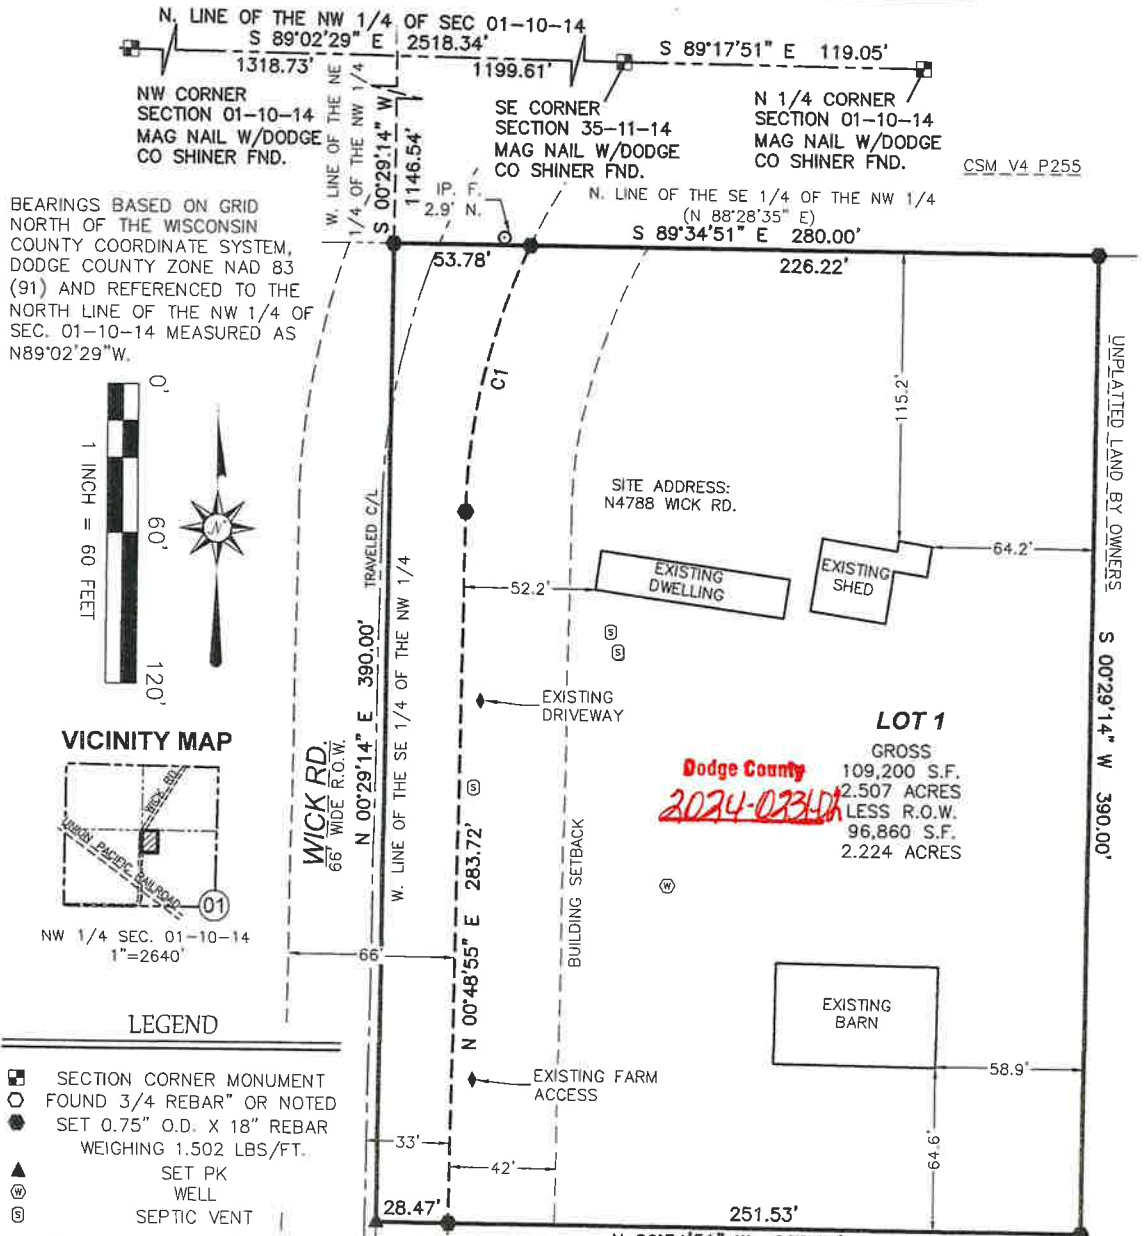 N. LINE OF THE NW 1/4 OF SEC 01-10-14
S 89°02'29" E 2518.34'
1318.73'
1199.61'
S 89°17'51" E 119.05'
NW CORNER
SECTION 01-10-14
MAG NAIL W/DODGE
CO SHINER FND.
SE CORNER
SECTION 35-11-14
MAG NAIL W/DODGE
CO SHINER FND.
N 1/4 CORNER
SECTION 01-10-14
MAG NAIL W/DODGE
CO SHINER FND.
CSM V4 P255
W. LINE OF THE NE
1/4 OF THE NW 1/4
S 00°29'14" W
1146.54'
IP. F.
2.9' N.
N. LINE OF THE SE 1/4 OF THE NW 1/4
(N 88°28'35" E)
S 89°34'51" E 280.00'
53.78'
226.22'
BEARINGS BASED ON GRID
NORTH OF THE WISCONSIN
COUNTY COORDINATE SYSTEM,
DODGE COUNTY ZONE NAD 83
(91) AND REFERENCED TO THE
NORTH LINE OF THE NW 1/4 OF
SEC. 01-10-14 MEASURED AS
N89°02'29"W.
0'
60'
120'
1 INCH = 60 FEET
N
C1
115.2'
UNPLATTED LAND BY OWNERS
SITE ADDRESS:
N4788 WICK RD.
TRAVELED C/L
52.2'
EXISTING
DWELLING
EXISTING
SHED
64.2'
S
S
EXISTING
DRIVEWAY
S 00°29'14" W 390.00'
LOT 1
GROSS
109,200 S.F.
2.507 ACRES
LESS R.O.W.
96,860 S.F.
2.224 ACRES
Dodge County
VICINITY MAP
WICK RD
UNION PACIFIC RAILROAD
01
NW 1/4 SEC. 01-10-14
1"=2640'
WICK RD.
66' WIDE R.O.W.
N 00°29'14" E 390.00'
W. LINE OF THE SE 1/4 OF THE NW 1/4
S
N 00°48'55" E 283.72'
BUILDING SETBACK
W
66'
EXISTING
BARN
58.9'
64.6'
EXISTING FARM
ACCESS
33'
42'
28.47'
251.53'
LEGEND
SECTION CORNER MONUMENT
FOUND 3/4 REBAR" OR NOTED
SET 0.75" O.D. X 18" REBAR
WEIGHING 1.502 LBS/FT.
SET PK
W WELL
S SEPTIC VENT